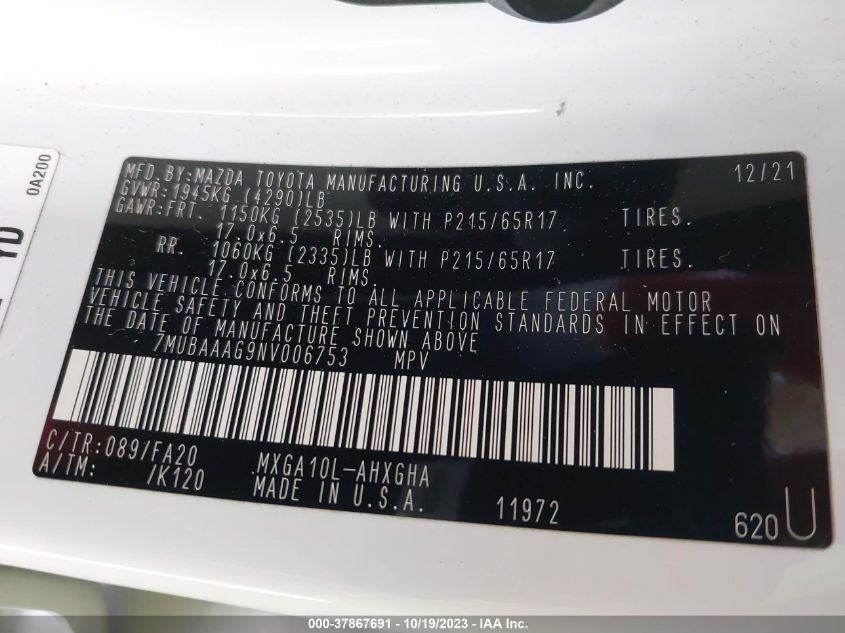 MFD.BY:MAZDA TOYOTA MANUFACTURING U.S.A. INC. 12/21
GVWR:1945KG (4290)LB
GAWR:FRT. 1150KG (2535)LB WITH P215/65R17 TIRES.
17.0x6.5 RIMS.
RR. 1060KG (2335)LB WITH P215/65R17 TIRES.
17.0x6.5 RIMS.
THIS VEHICLE CONFORMS TO ALL APPLICABLE FEDERAL MOTOR
VEHICLE SAFETY AND THEFT PREVENTION STANDARDS IN EFFECT ON
THE DATE OF MANUFACTURE SHOWN ABOVE
7MUBAAAG9NV006753 MPV
C/TR:089/FA20 MXGA10L-AHXGHA
A/TM: /K120 MADE IN U.S.A. 11972
620U
0A200
YD
000-37867691 - 10/19/2023 - IAA Inc.